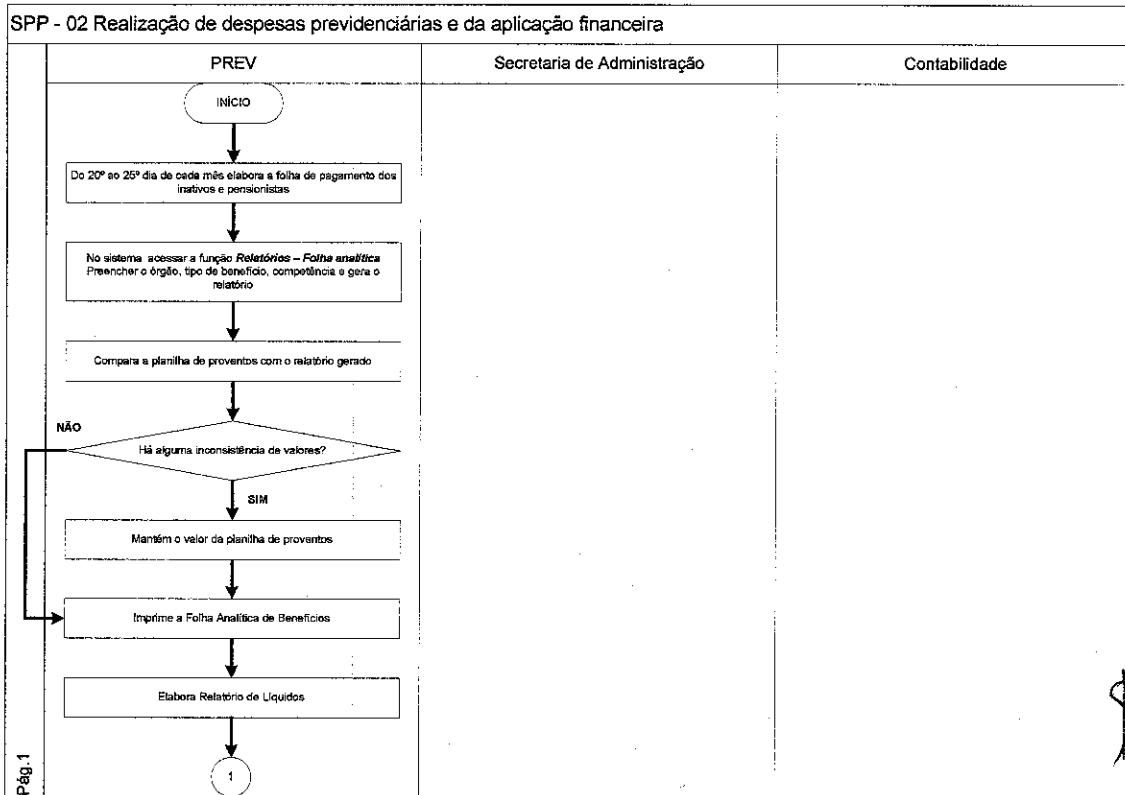 SPP - 02 Realização de despesas previdenciárias e da aplicação financeira
PREV
Secretaria de Administração
Contabilidade
INÍCIO
Do 20º ao 25º dia de cada mês elabora a folha de pagamento dos
inativos e pensionistas
No sistema acessar a função Relatórios – Folha analítica
Preencher o órgão, tipo de benefício, competência e gera o
relatório
Compara a planilha de proventos com o relatório gerado
NÃO
Há alguma inconsistência de valores?
SIM
Mantém o valor da planilha de proventos
Imprime a Folha Analítica de Benefícios
Elabora Relatório de Líquidos
1
Pág.1